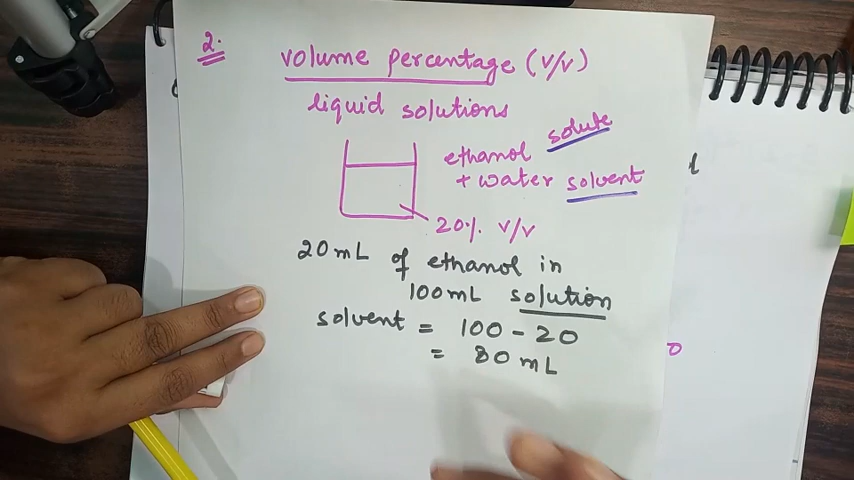 2.
volume percentage (v/v)
liquid solutions
ethanol solute
+ water solvent
20% v/v
20 mL of ethanol in
100 mL solution
solvent = 100 - 20
= 80 mL